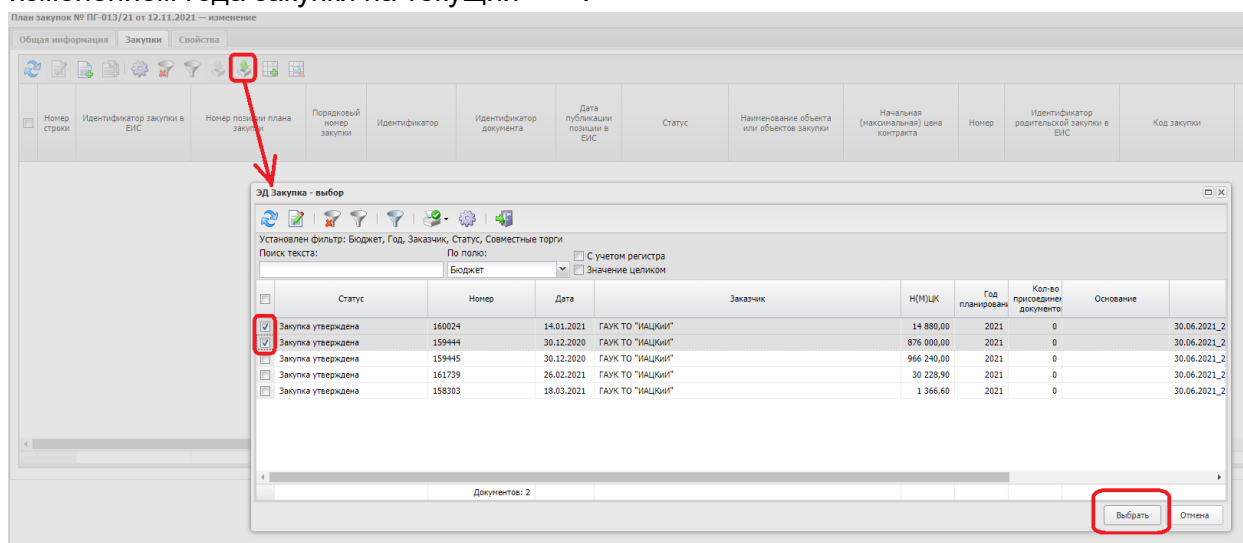 План закупок № ПГ-013/21 от 12.11.2021 — изменение
Общая информация Закупки Свойства
Номер строки Идентификатор закупки в ЕИС Номер позиции плана закупки Порядковый номер закупки Идентификатор Идентификатор документа Дата публикации позиции в ЕИС Статус Наименование объекта или объектов закупки Начальная (максимальная) цена контракта Номер Идентификатор родительской закупки в ЕИС Код закупки
ЭД Закупка - выбор
Установлен фильтр: Бюджет, Год, Заказчик, Статус, Совместные торги
Поиск текста: По полю: С учетом регистра
Бюджет Значение целиком
Статус Номер Дата Заказчик Н(М)ЦК Год планирован Кол-во присоединен документо Основание
Закупка утверждена 160024 14.01.2021 ГАУК ТО "ИАЦКиИ" 14 880,00 2021 0 30.06.2021_2
Закупка утверждена 159444 30.12.2020 ГАУК ТО "ИАЦКиИ" 876 000,00 2021 0 30.06.2021_2
Закупка утверждена 159445 30.12.2020 ГАУК ТО "ИАЦКиИ" 966 240,00 2021 0 30.06.2021_2
Закупка утверждена 161739 26.02.2021 ГАУК ТО "ИАЦКиИ" 30 228,90 2021 0 30.06.2021_2
Закупка утверждена 158303 18.03.2021 ГАУК ТО "ИАЦКиИ" 1 366,60 2021 0 30.06.2021_2
Документов: 2
Выбрать Отмена